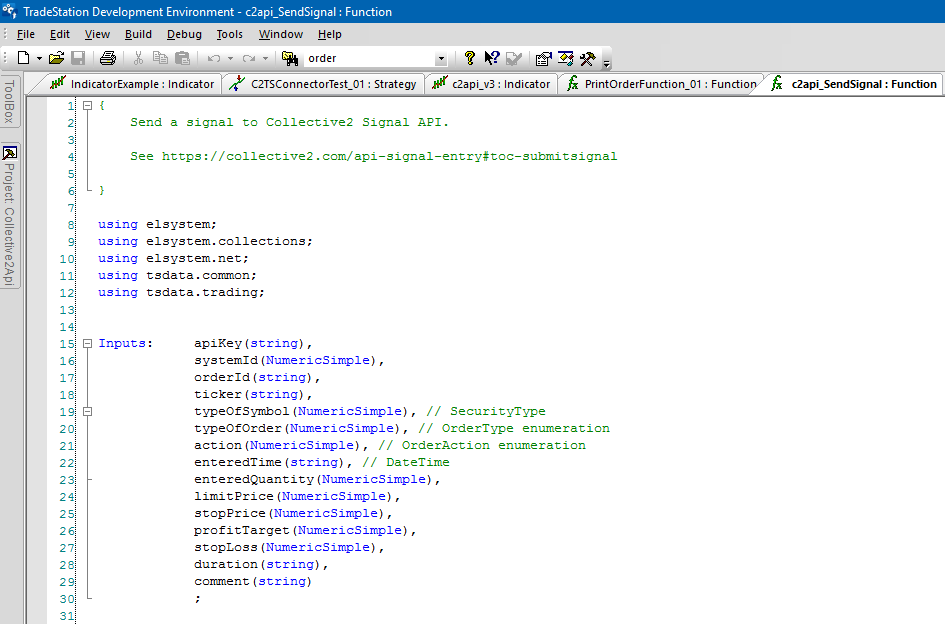 TradeStation Development Environment - c2api_SendSignal : Function
File Edit View Build Debug Tools Window Help
order
IndicatorExample : Indicator C2TSConnectorTest_01 : Strategy c2api_v3 : Indicator PrintOrderFunction_01 : Function c2api_SendSignal : Function
ToolBox
Project: Collective2Api
1 {
2 Send a signal to Collective2 Signal API.
3
4 See https://collective2.com/api-signal-entry#toc-submitsignal
5
6 }
7
8 using elsystem;
9 using elsystem.collections;
10 using elsystem.net;
11 using tsdata.common;
12 using tsdata.trading;
13
14
15 Inputs: apiKey(string),
16 systemId(NumericSimple),
17 orderId(string),
18 ticker(string),
19 typeOfSymbol(NumericSimple), // SecurityType
20 typeOfOrder(NumericSimple), // OrderType enumeration
21 action(NumericSimple), // OrderAction enumeration
22 enteredTime(string), // DateTime
23 enteredQuantity(NumericSimple),
24 limitPrice(NumericSimple),
25 stopPrice(NumericSimple),
26 profitTarget(NumericSimple),
27 stopLoss(NumericSimple),
28 duration(string),
29 comment(string)
30 ;
31